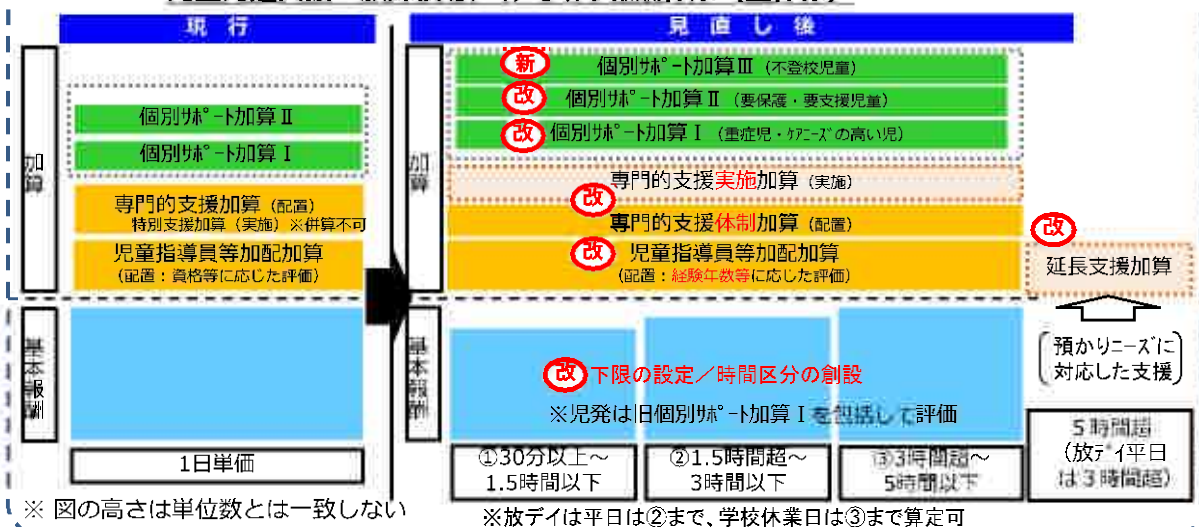 現 行
見 直 し 後
加算
個別ｻﾎﾟｰﾄ加算Ⅱ
個別ｻﾎﾟｰﾄ加算Ⅰ
専門的支援加算（配置）
特別支援加算（実施）※併算不可
児童指導員等加配加算
（配置：資格等に応じた評価）
基本報酬
1日単価
※ 図の高さは単位数とは一致しない
加算
新 個別ｻﾎﾟｰﾄ加算Ⅲ（不登校児童）
改 個別ｻﾎﾟｰﾄ加算Ⅱ（要保護・要支援児童）
改 個別ｻﾎﾟｰﾄ加算Ⅰ（重症児・ｹｱﾆｰｽﾞの高い児）
専門的支援実施加算（実施）
改
専門的支援体制加算（配置）
改 児童指導員等加配加算
（配置：経験年数等に応じた評価）
改
延長支援加算
預かりﾆｰｽﾞに
対応した支援
基本報酬
改 下限の設定／時間区分の創設
※児発は旧個別ｻﾎﾟｰﾄ加算Ⅰを包括して評価
①30分以上～
1.5時間以下
②1.5時間超～
3時間以下
③3時間超～
5時間以下
５時間超
（放ﾃﾞｲ平日
は３時間超）
※放デイは平日は②まで、学校休業日は③まで算定可